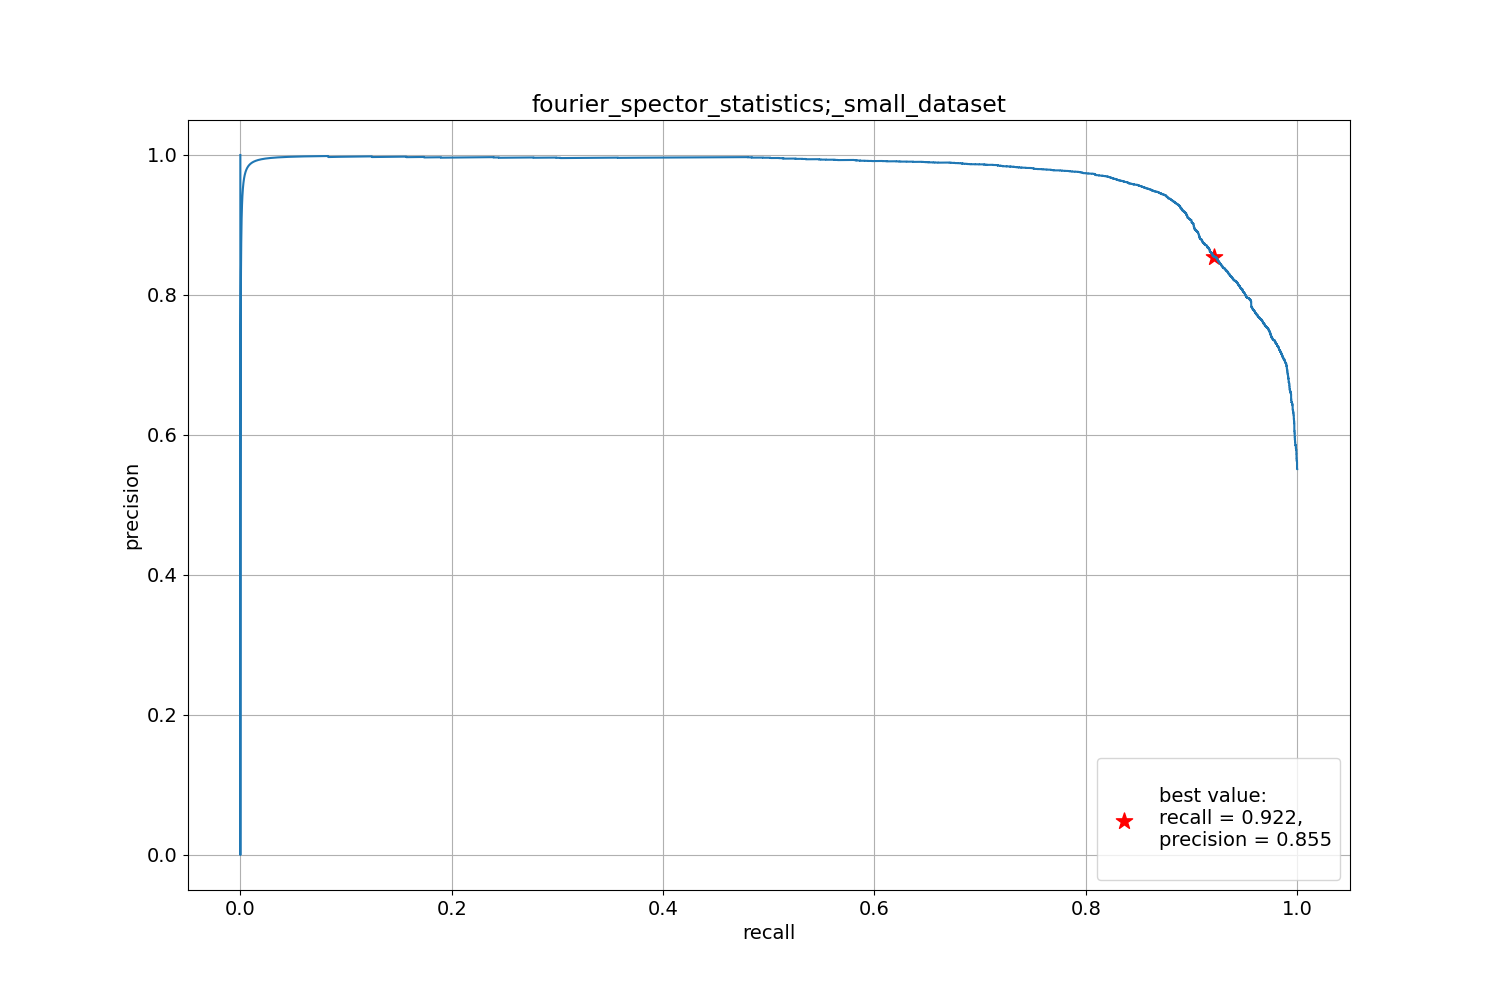 fourier_spector_statistics;_small_dataset
1.0
0.8
0.6
0.4
0.2
0.0
precision
0.0 0.2 0.4 0.6 0.8 1.0
recall
best value:
recall = 0.922,
precision = 0.855